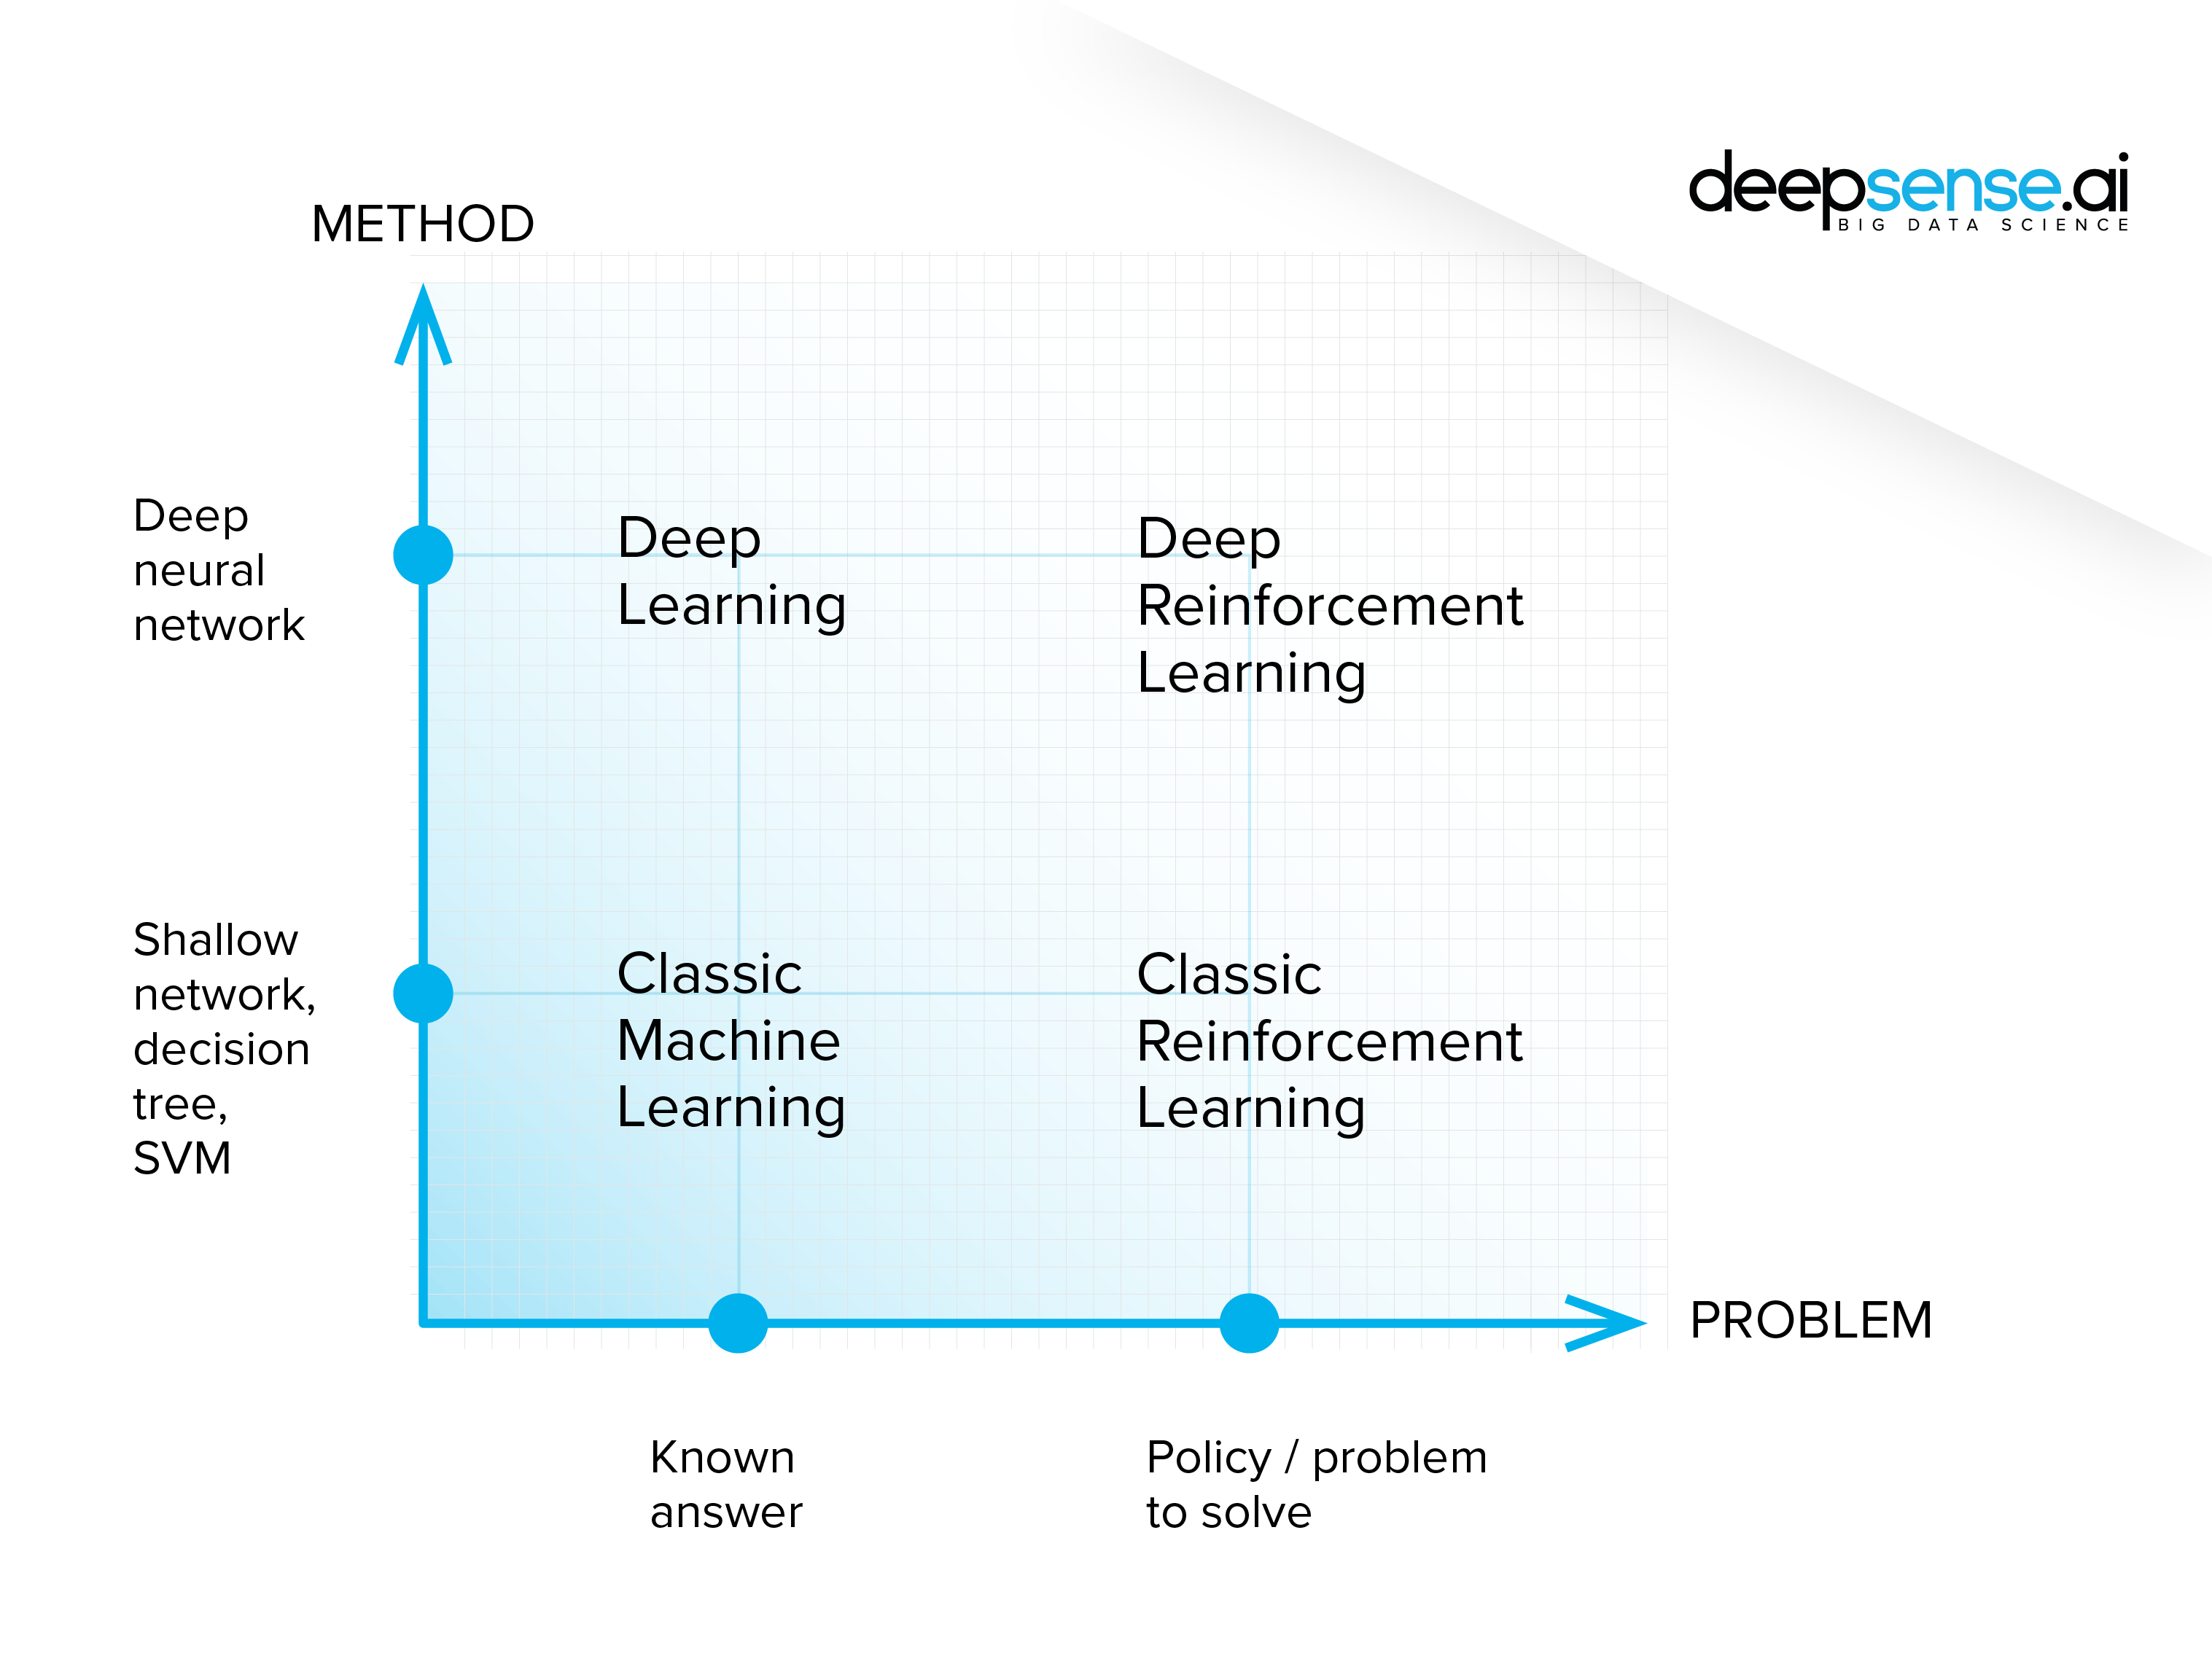 deepsense.ai
BIG DATA SCIENCE
METHOD
Deep
neural
network
Deep
Learning
Deep
Reinforcement
Learning
Shallow
network,
decision
tree,
SVM
Classic
Machine
Learning
Classic
Reinforcement
Learning
PROBLEM
Known
answer
Policy / problem
to solve